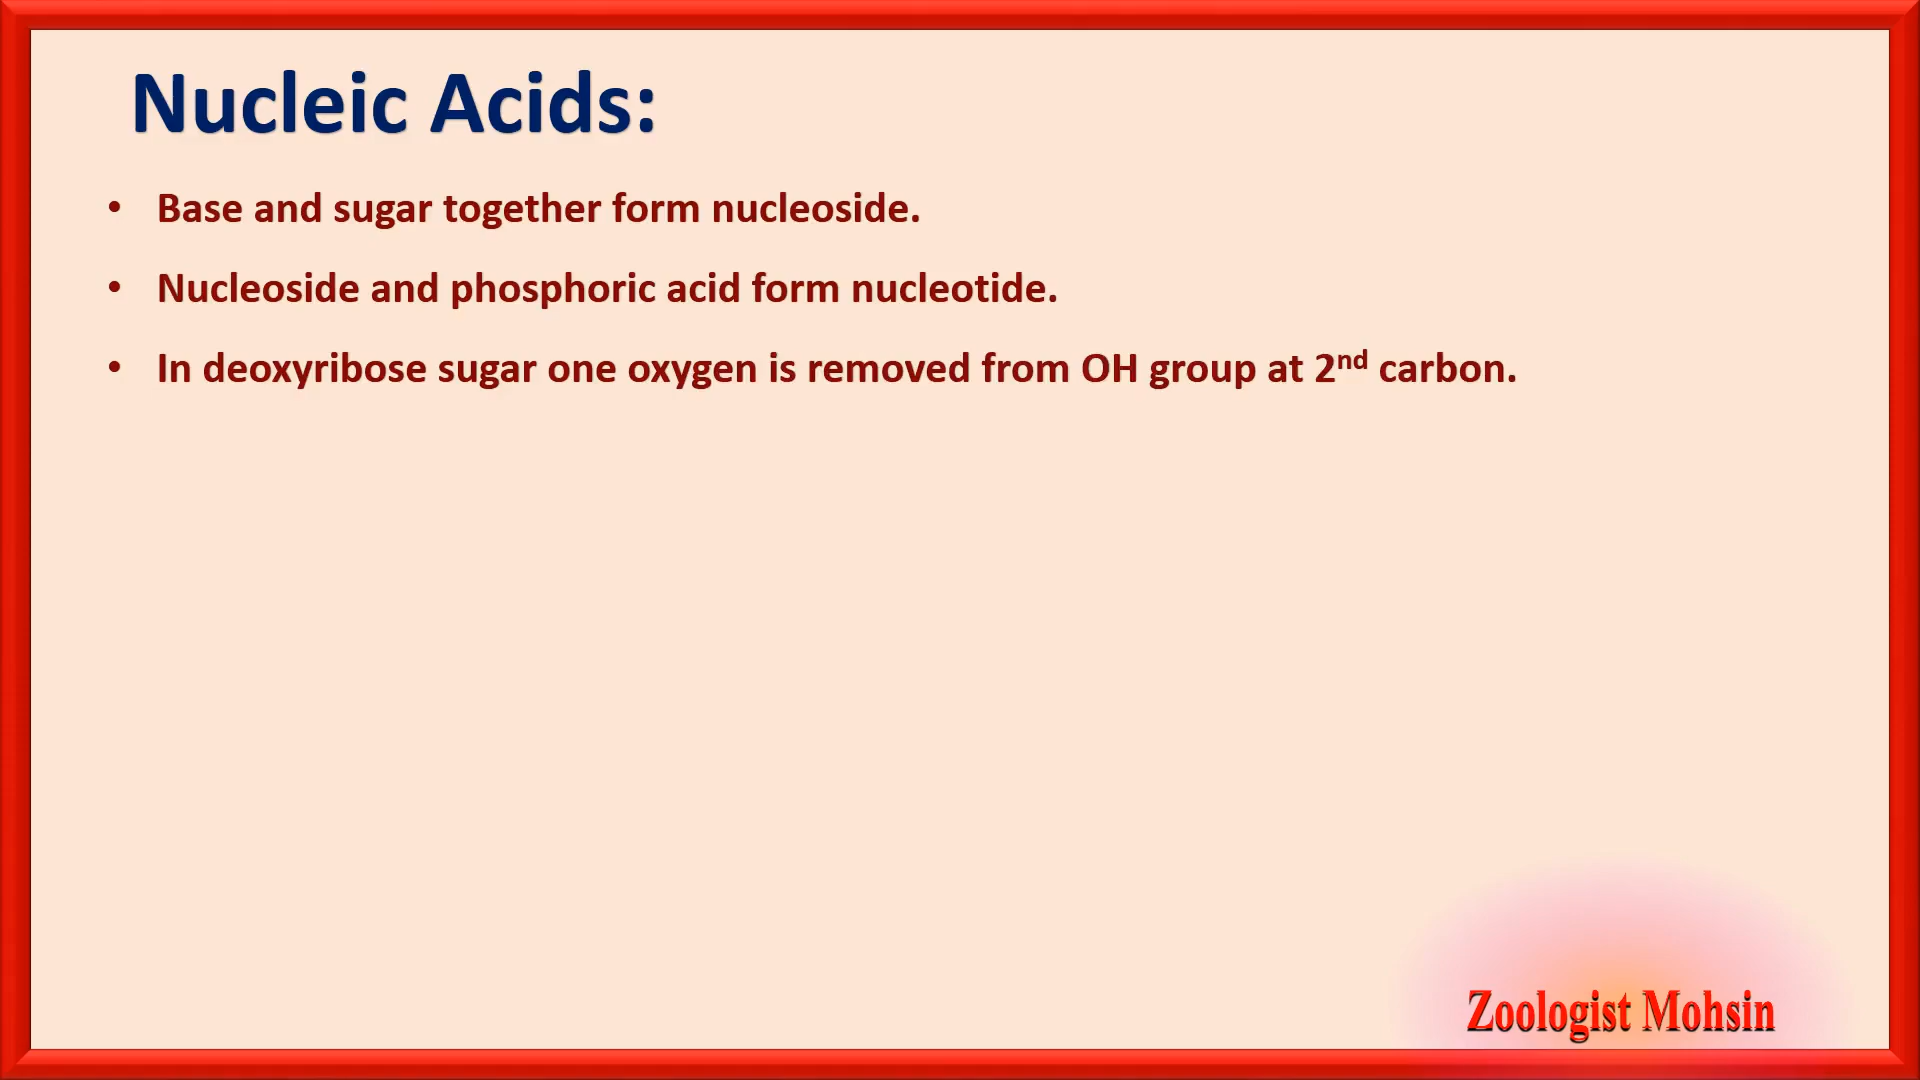 Nucleic Acids:
• Base and sugar together form nucleoside.
• Nucleoside and phosphoric acid form nucleotide.
• In deoxyribose sugar one oxygen is removed from OH group at 2nd carbon.
Zoologist Mohsin